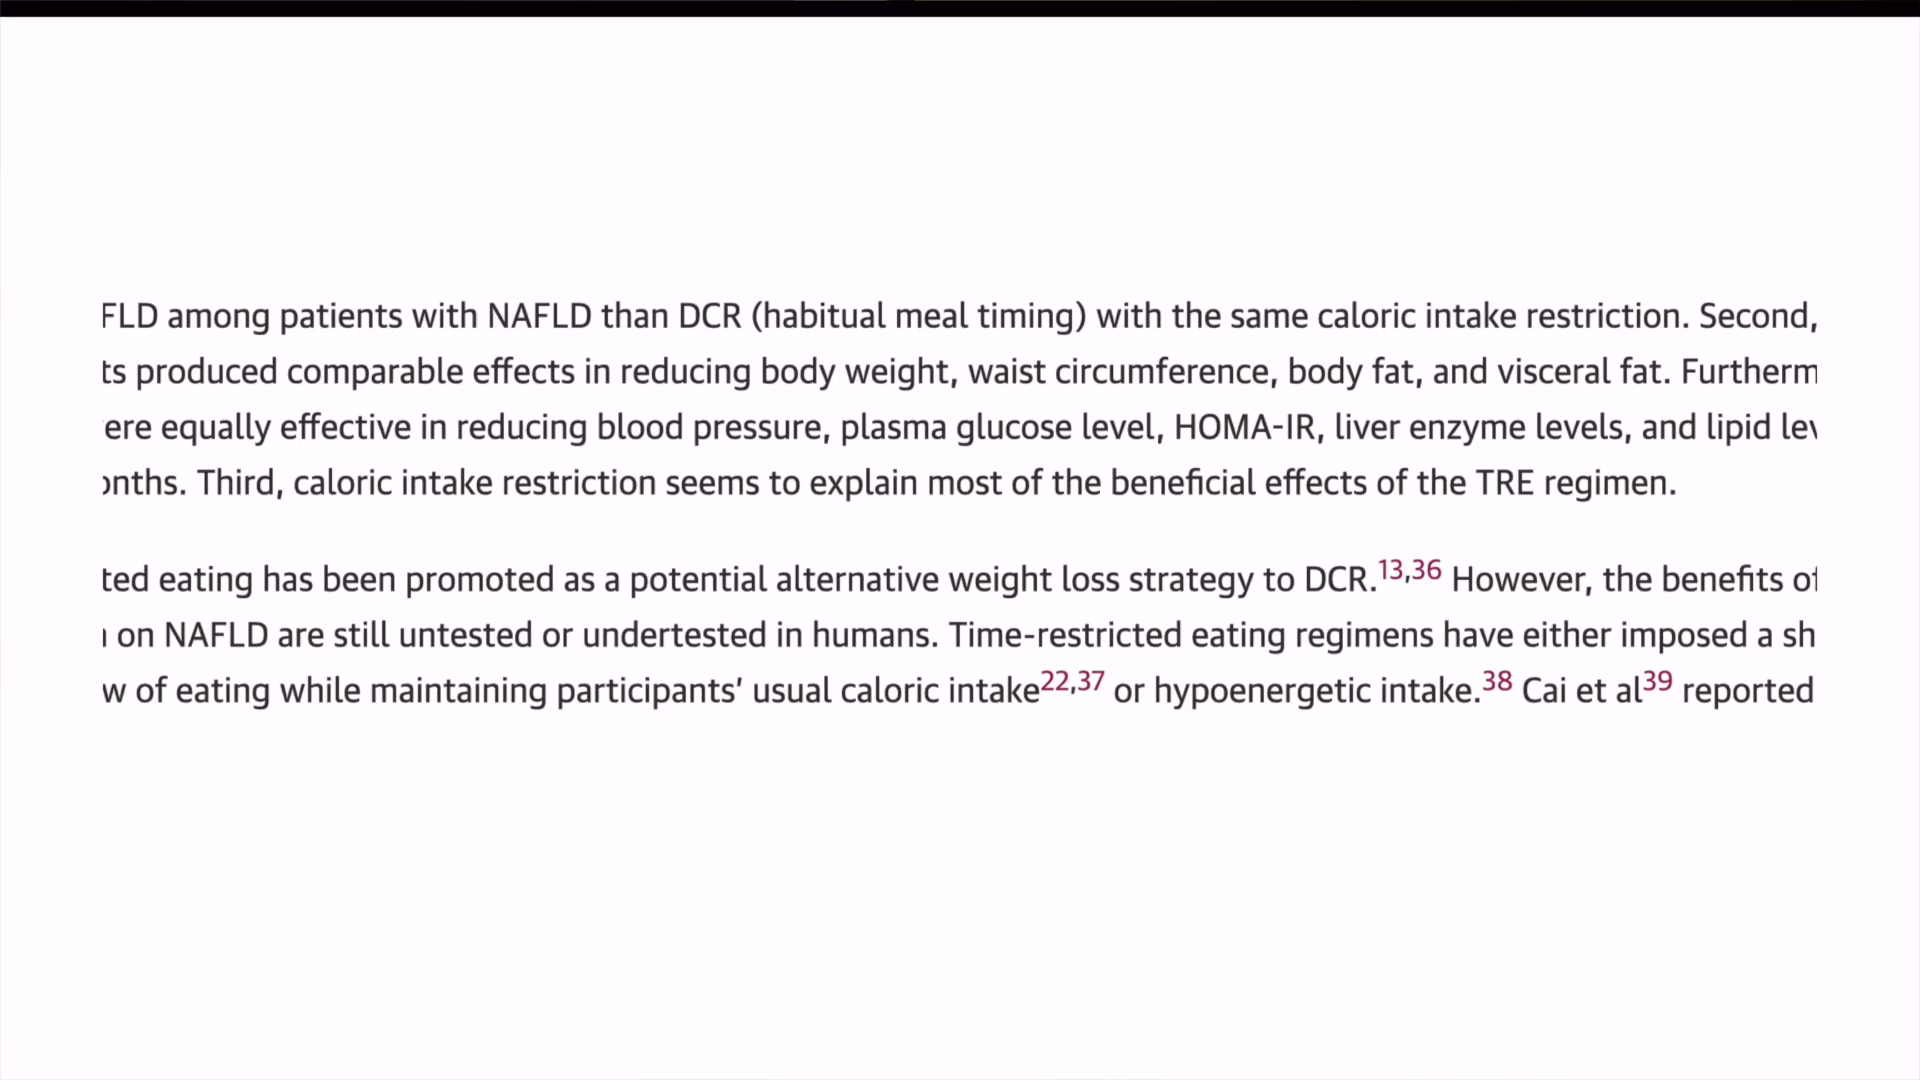 FLD among patients with NAFLD than DCR (habitual meal timing) with the same caloric intake restriction. Second,
ts produced comparable effects in reducing body weight, waist circumference, body fat, and visceral fat. Furtherm
ere equally effective in reducing blood pressure, plasma glucose level, HOMA-IR, liver enzyme levels, and lipid lev
onths. Third, caloric intake restriction seems to explain most of the beneficial effects of the TRE regimen.
ted eating has been promoted as a potential alternative weight loss strategy to DCR.13,36 However, the benefits of
on NAFLD are still untested or undertested in humans. Time-restricted eating regimens have either imposed a sh
w of eating while maintaining participants’ usual caloric intake22,37 or hypoenergetic intake.38 Cai et al39 reported